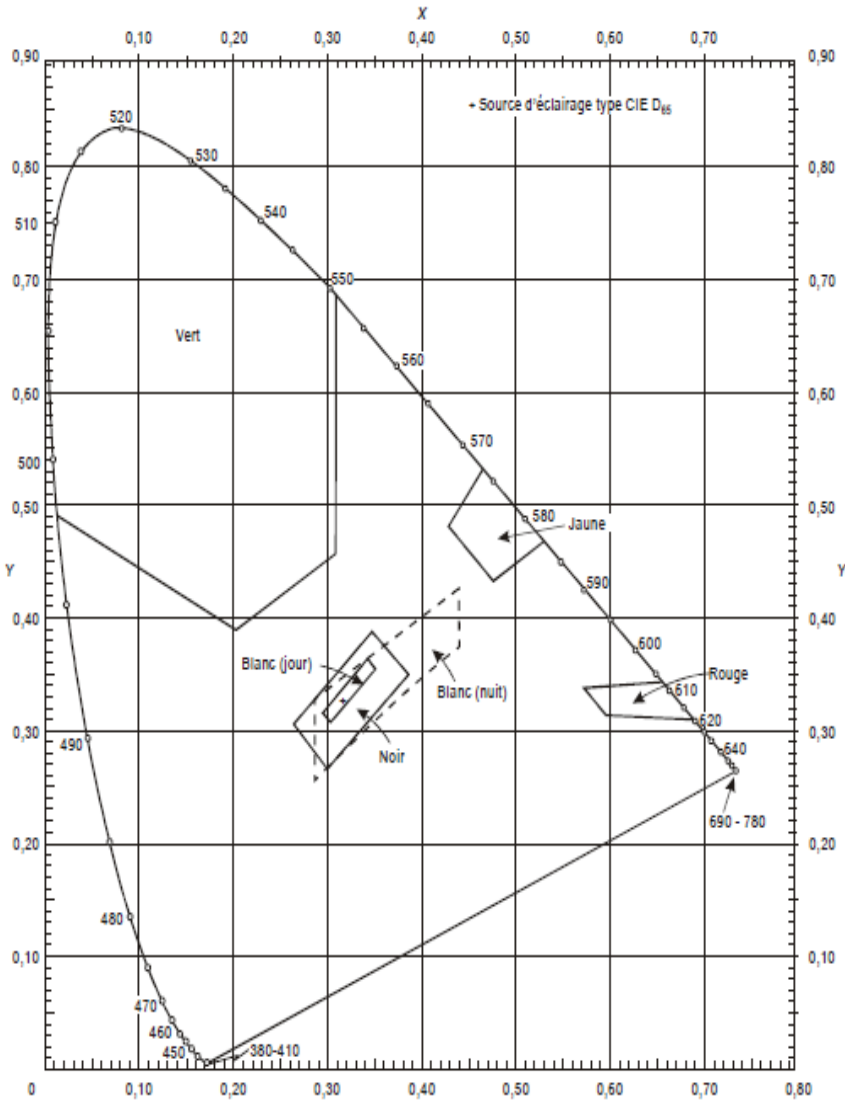 X
0,10 0,20 0,30 0,40 0,50 0,60 0,70
0,90 0,90
+ Source d'éclairage type CIE D65
520
530
0,80 0,80
510
540
0,70 550 0,70
Vert
560
0,60 0,60
570
500
0,50 580 0,50
Jaune
Y Y
590
0,40 0,40
600
Blanc (jour)
Rouge
610
Blanc (nuit)
620
0,30 0,30
490
Noir
640
690 - 780
0,20 0,20
480
0,10 0,10
470
460
450
380-410
0 0,10 0,20 0,30 0,40 0,50 0,60 0,70 0,80